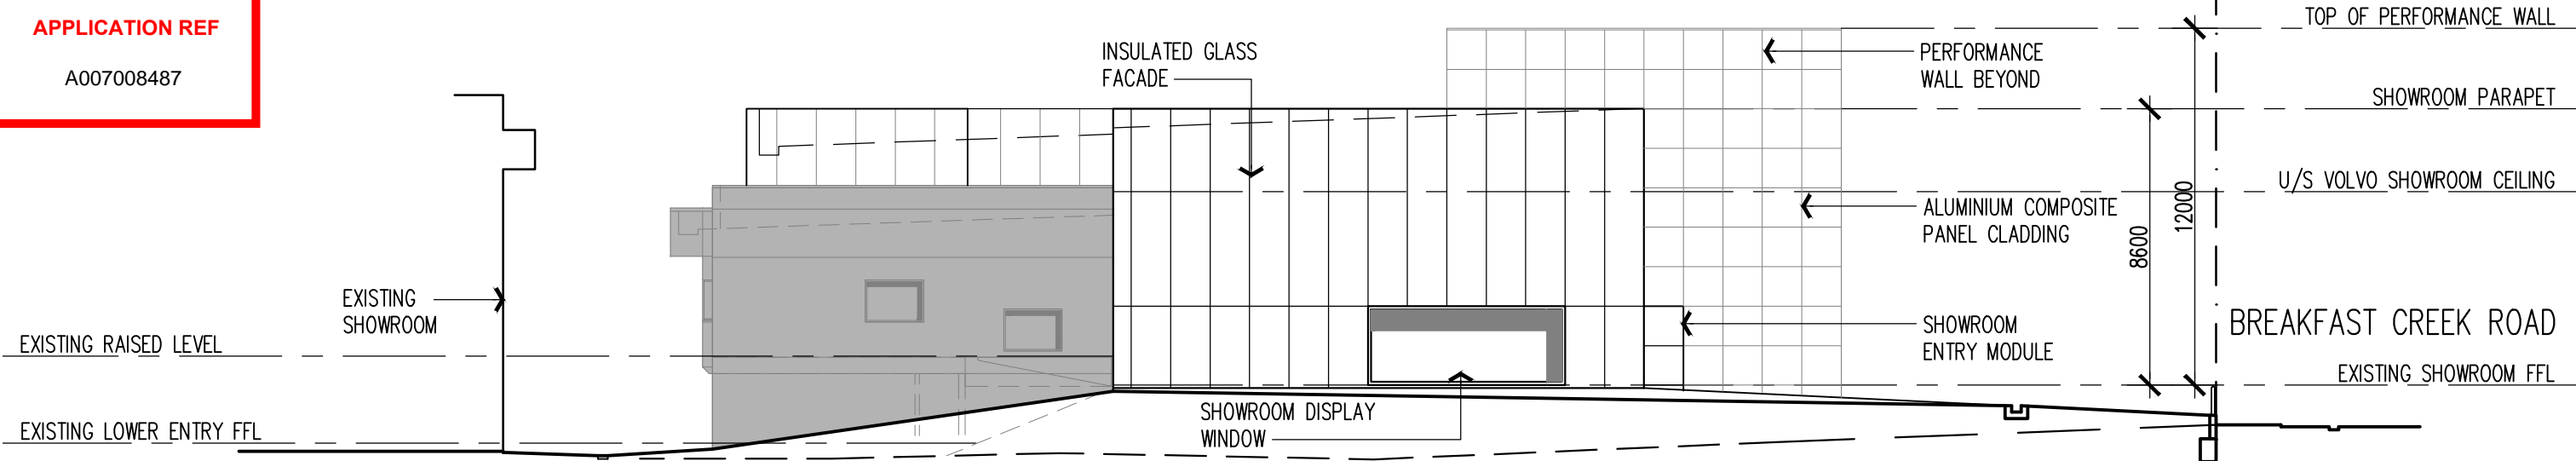 APPLICATION REF
A007008487
INSULATED GLASS
FACADE
PERFORMANCE
WALL BEYOND
TOP OF PERFORMANCE WALL
SHOWROOM PARAPET
U/S VOLVO SHOWROOM CEILING
ALUMINIUM COMPOSITE
PANEL CLADDING
12000
8600
EXISTING
SHOWROOM
SHOWROOM
ENTRY MODULE
BREAKFAST CREEK ROAD
EXISTING RAISED LEVEL
EXISTING SHOWROOM FFL
SHOWROOM DISPLAY
WINDOW
EXISTING LOWER ENTRY FFL